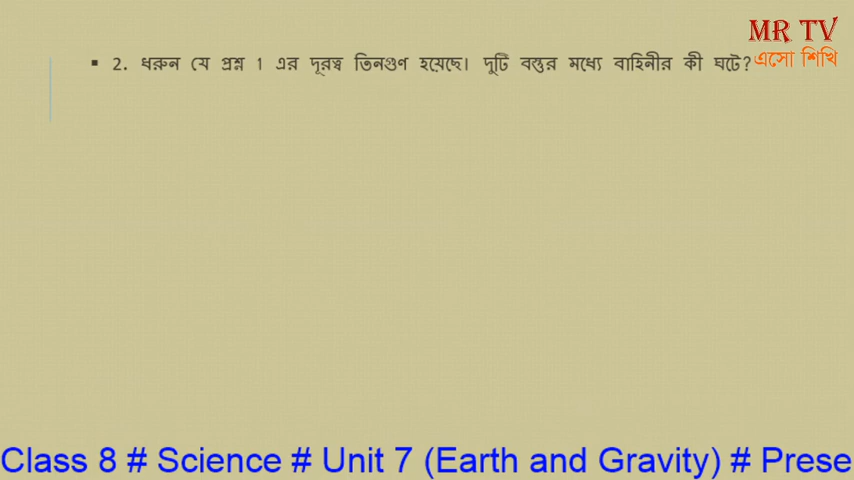 MR TV
এসো শিখি
▪ 2. ধরুন যে প্রশ্ন 1 এর দূরত্ব তিনগুণ হয়েছে। দুটি বস্তুর মধ্যে বাহিনীর কী ঘটে?
Class 8 # Science # Unit 7 (Earth and Gravity) # Prese